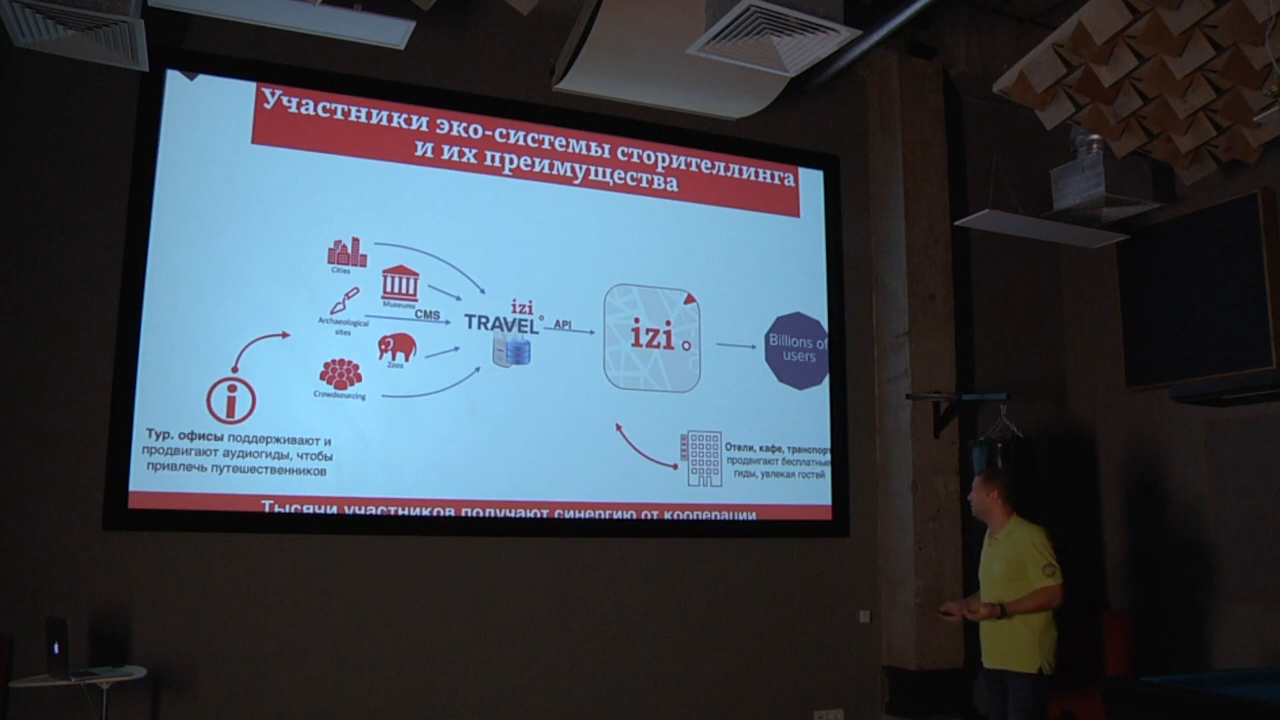 Участники эко-системы сторителлинга
и их преимущества
Cities
Museums
Archaeological
sites
CMS
Zoos
Crowdsourcing
izi
TRAVEL
API
izi
Billions of
users
Тур. офисы поддерживают и
продвигают аудиогиды, чтобы
привлечь путешественников
Отели, кафе, транспорт
продвигают бесплатные
гиды, увлекая гостей
Тысячи участников получают синергию от кооперации